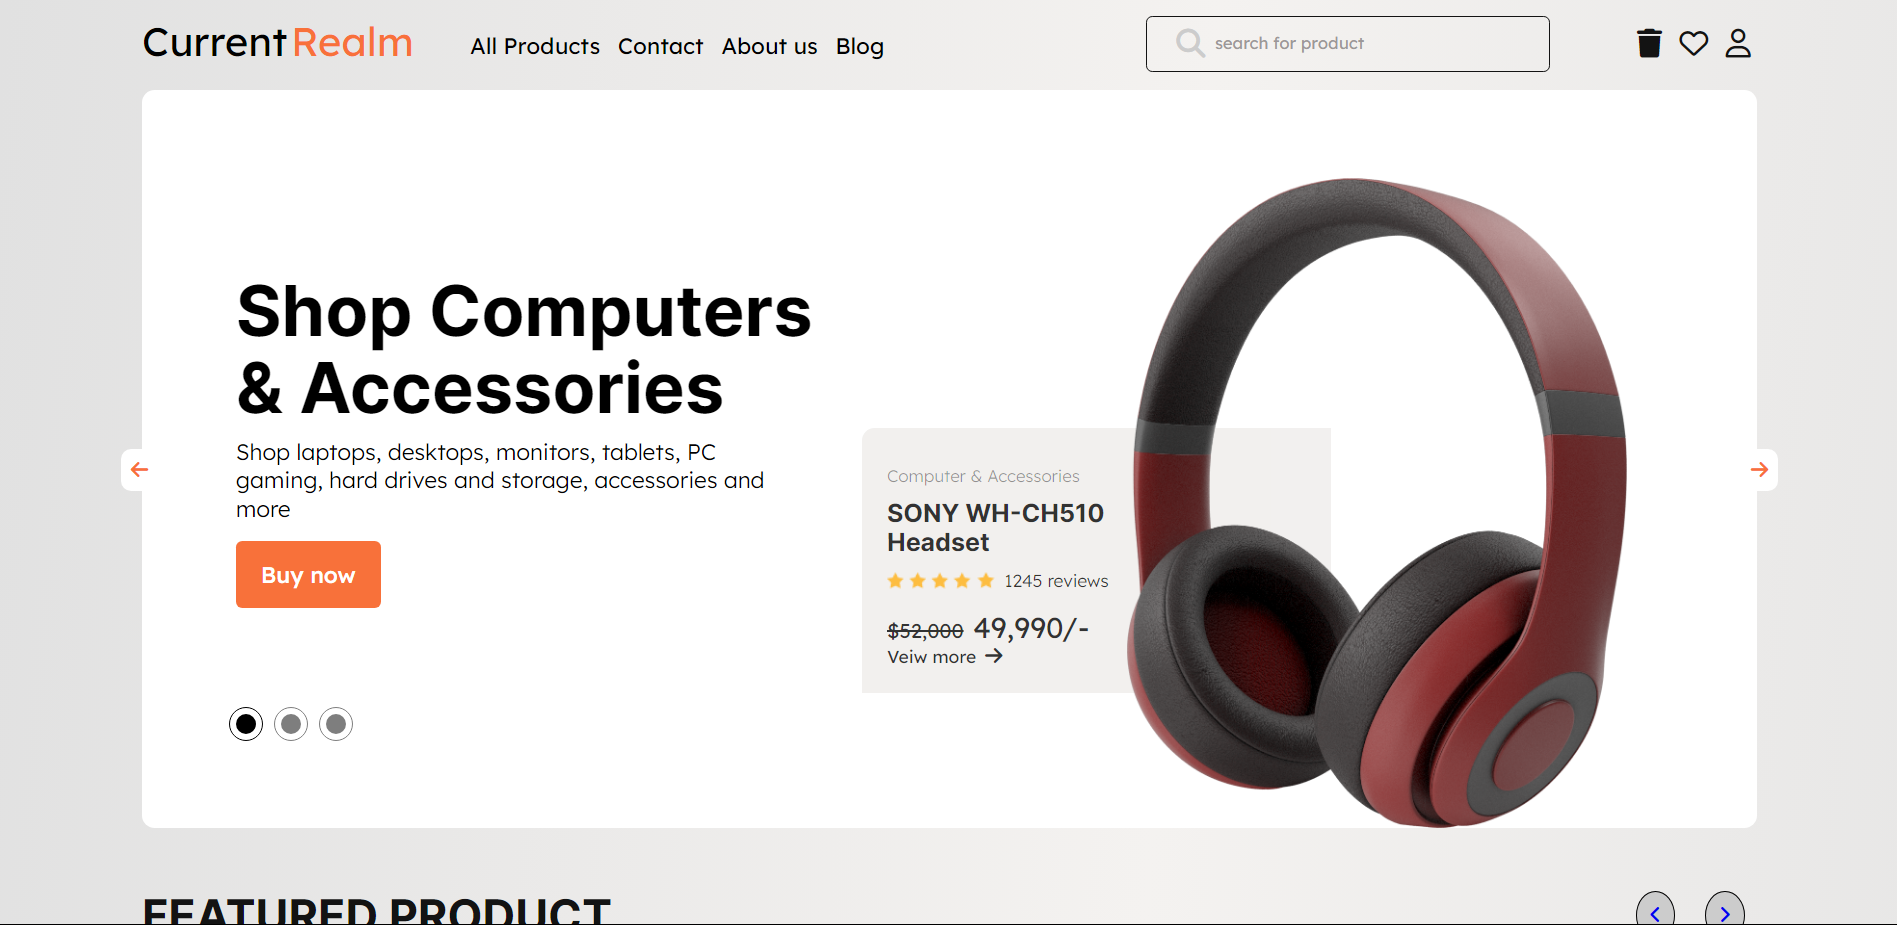 CurrentRealm
All Products Contact About us Blog
search for product
Shop Computers
& Accessories
Shop laptops, desktops, monitors, tablets, PC
gaming, hard drives and storage, accessories and
more
Buy now
Computer & Accessories
SONY WH-CH510
Headset
1245 reviews
$52,000 49,990/-
Veiw more
FEATURED PRODUCT